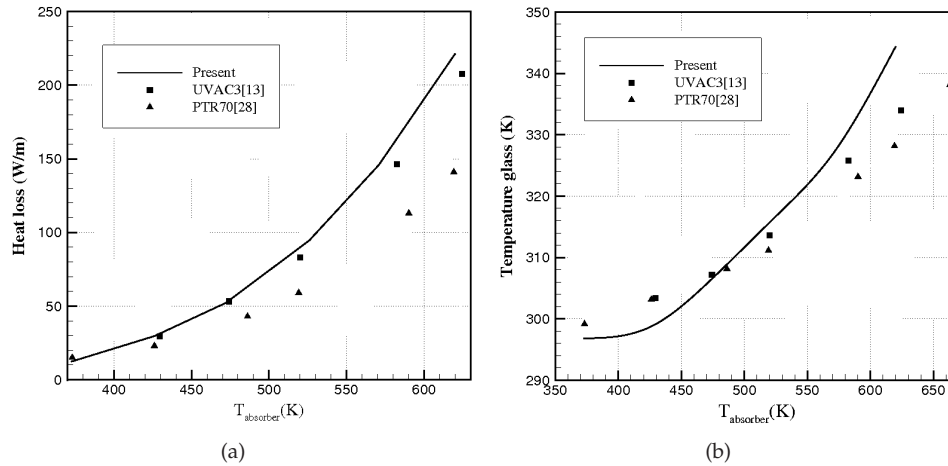 250
200
150
100
50
0
Heat loss (W/m)
Present
UVAC3[13]
PTR70[28]
400 450 500 550 600
T_absorber(K)
(a)
350
340
330
320
310
300
290
Temperature glass (K)
Present
UVAC3[13]
PTR70[28]
350 400 450 500 550 600 650
T_absorber(K)
(b)